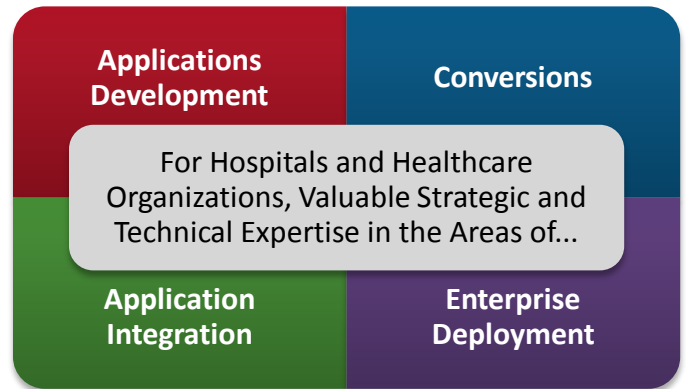 Applications
Development
Conversions
For Hospitals and Healthcare
Organizations, Valuable Strategic and
Technical Expertise in the Areas of...
Application
Integration
Enterprise
Deployment